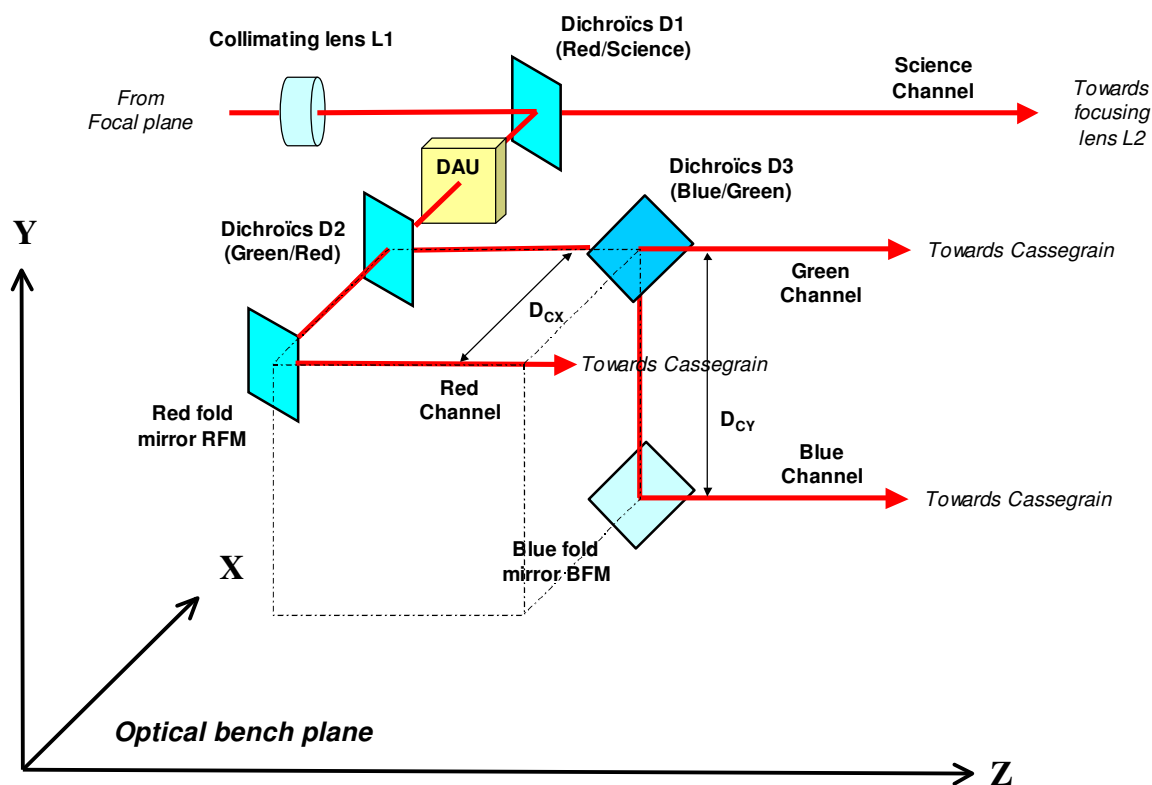 Collimating lens L1
Dichroïcs D1
(Red/Science)
From
Focal plane
Science
Channel
Towards
focusing
lens L2
DAU
Dichroïcs D3
(Blue/Green)
Dichroïcs D2
(Green/Red)
Y
Towards Cassegrain
Green
Channel
DCX
Towards Cassegrain
Red
Channel
Red fold
mirror RFM
DCY
Blue
Channel
Towards Cassegrain
Blue fold
mirror BFM
X
Optical bench plane
Z